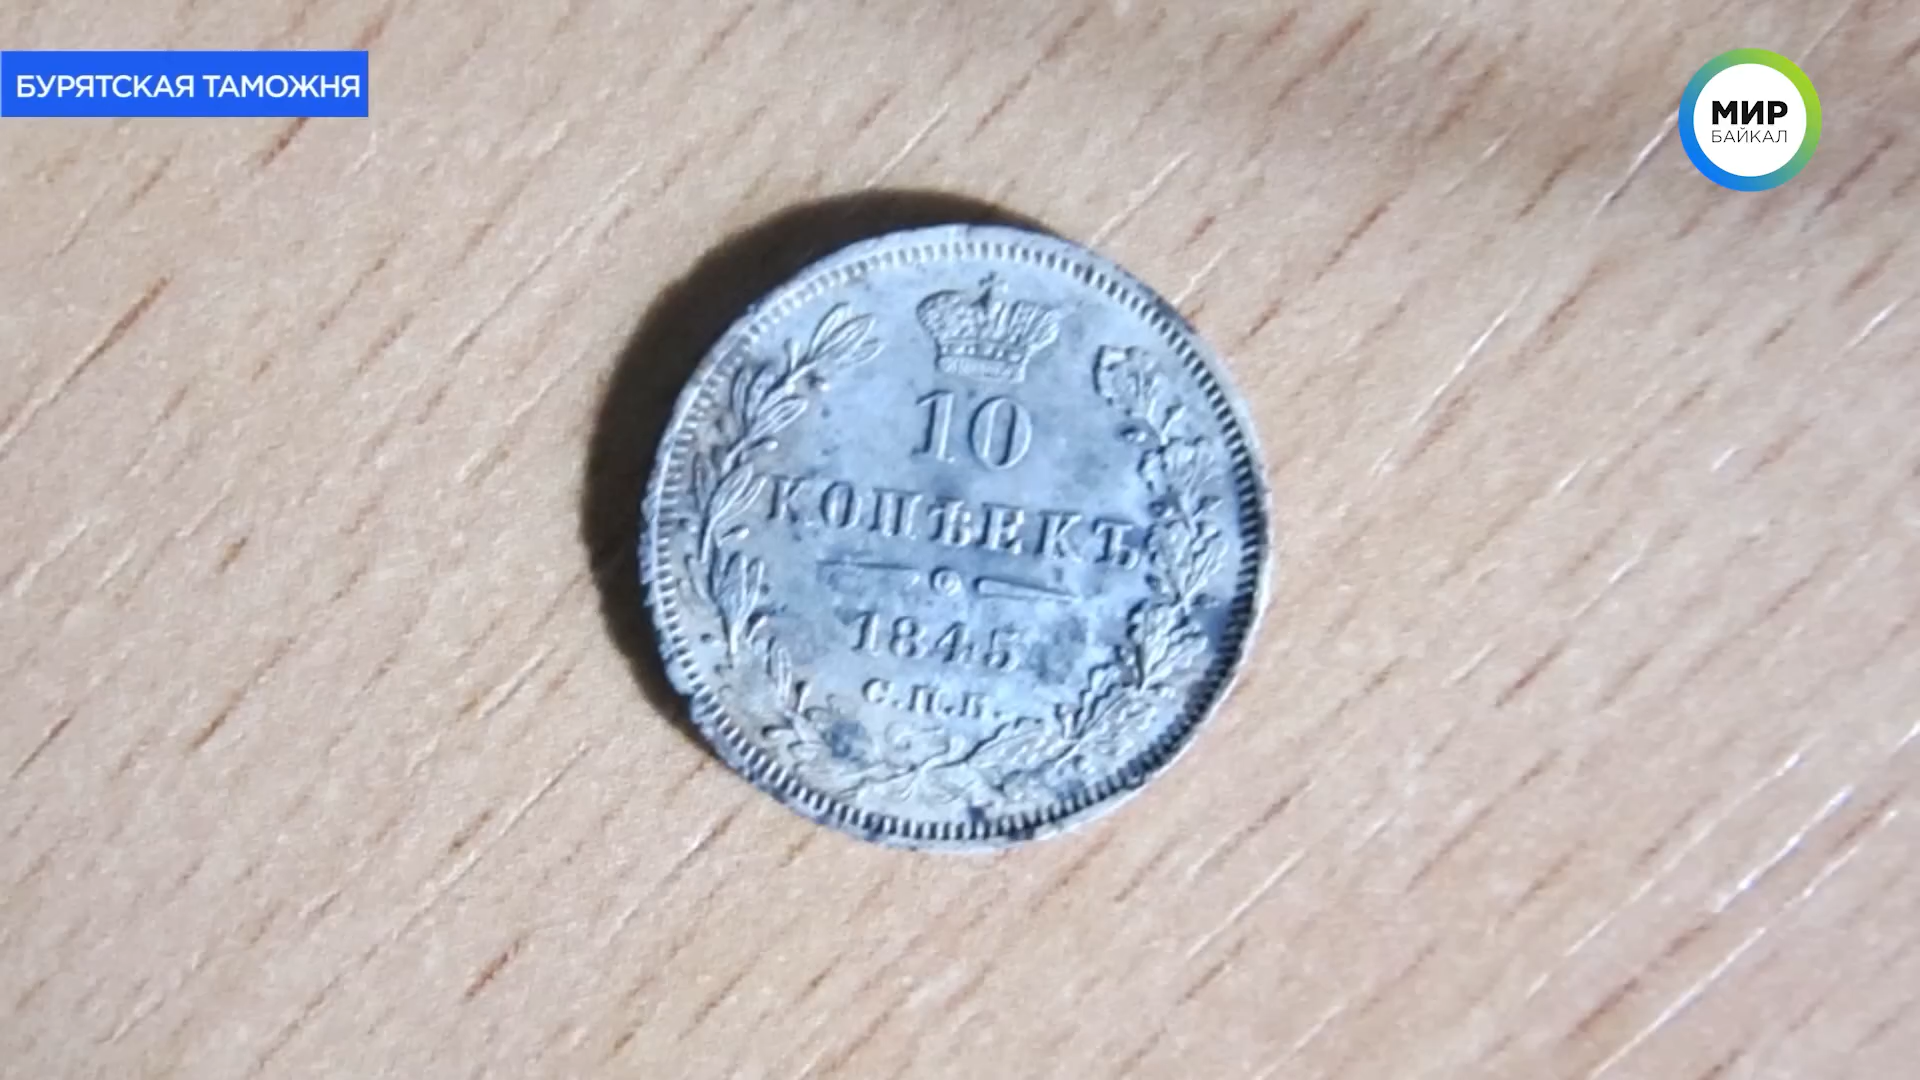 БУРЯТСКАЯ ТАМОЖНЯ
МИР
БАЙКАЛ
10
КОПѢЕКЪ
1845
С.П.Б.